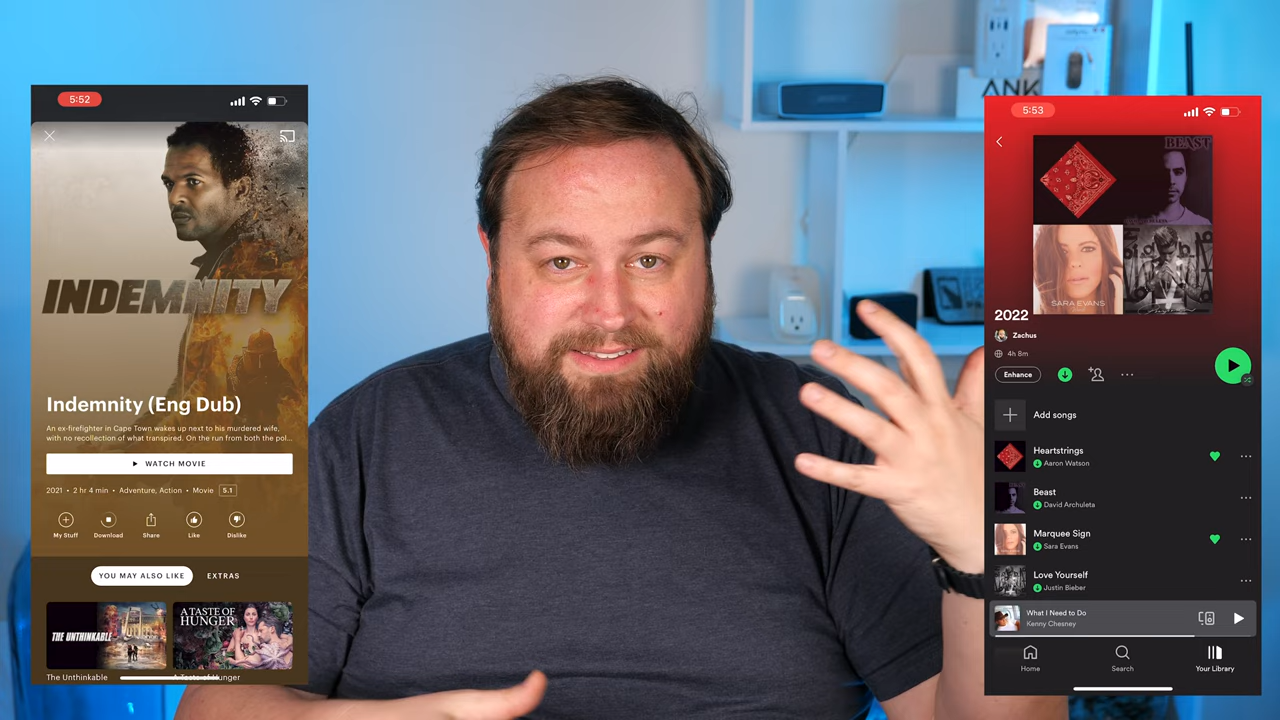 5:52
INDEMNITY
Indemnity (Eng Dub)
An ex-firefighter in Cape Town wakes up next to his murdered wife,
with no recollection of what transpired. On the run from both the pol...
WATCH MOVIE
2021 • 2 hr 4 min • Adventure, Action • Movie 5.1
My Stuff Download Share Like Dislike
YOU MAY ALSO LIKE EXTRAS
THE UNTHINKABLE
A TASTE OF
HUNGER
The Unthinkable A Taste of Hunger
ANK
5:53
BEAST
SARA EVANS
2022
Zachus
4h 8m
Enhance
Add songs
Heartstrings
Aaron Watson
Beast
David Archuleta
Marquee Sign
Sara Evans
Love Yourself
Justin Bieber
What I Need to Do
Kenny Chesney
Home Search Your Library